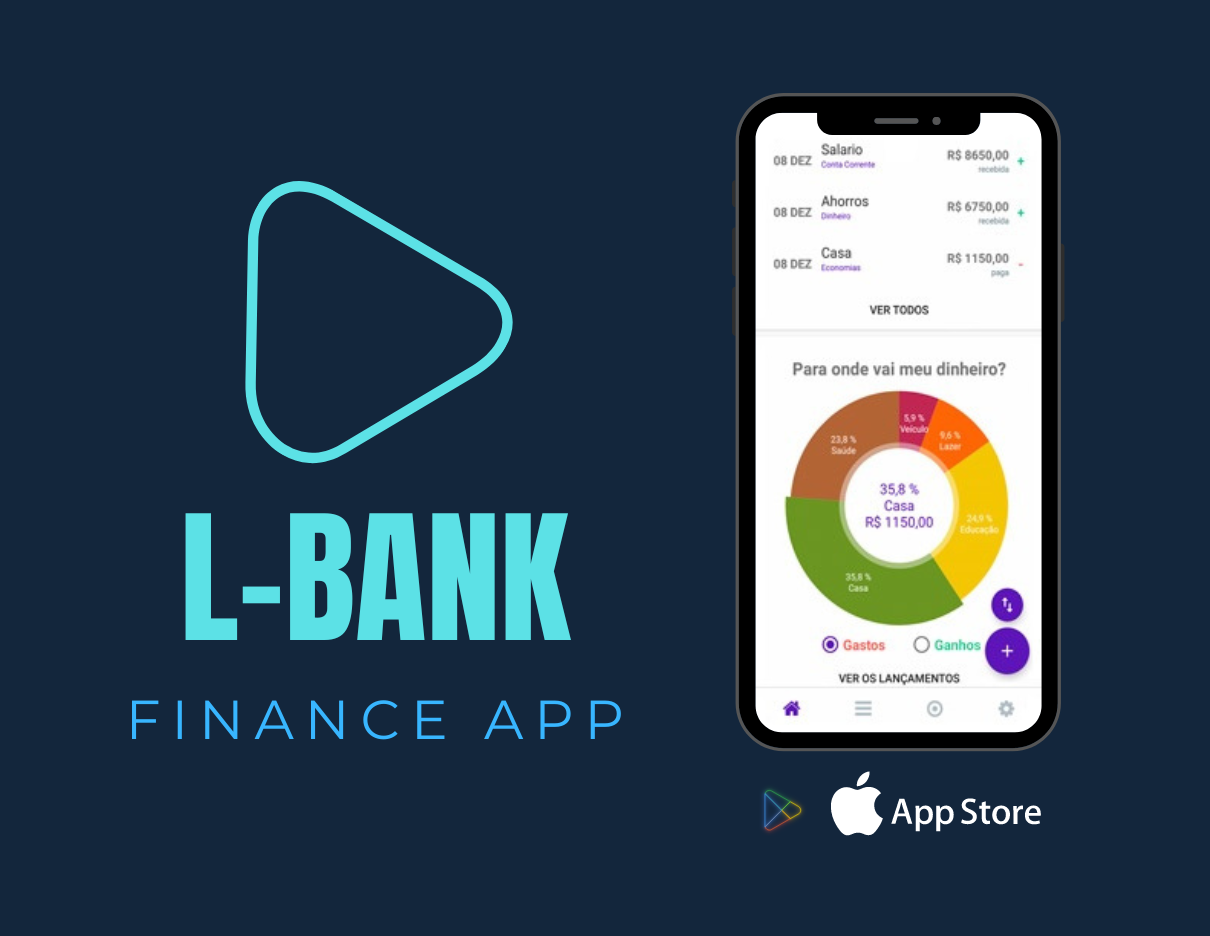 L-BANK
FINANCE APP
08 DEZ Salario R$ 8650,00 +
Conta Corrente recebida
08 DEZ Ahorros R$ 6750,00 +
Dinheiro recebida
08 DEZ Casa R$ 1150,00 -
Economias paga
VER TODOS
Para onde vai meu dinheiro?
5,9 %
Veículo
9,6 %
Lazer
23,8 %
Saúde
35,8 %
Casa
R$ 1150,00
24,9 %
Educação
35,8 %
Casa
Gastos Ganhos +
VER OS LANÇAMENTOS
App Store